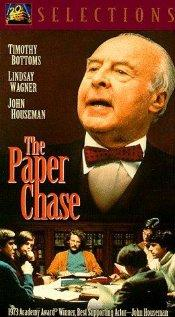 SELECTIONS
TIMOTHY
BOTTOMS
LINDSAY
WAGNER
JOHN
HOUSEMAN
The
PAPER
CHASE
1973 Academy Award® Winner, Best Supporting Actor—John Houseman